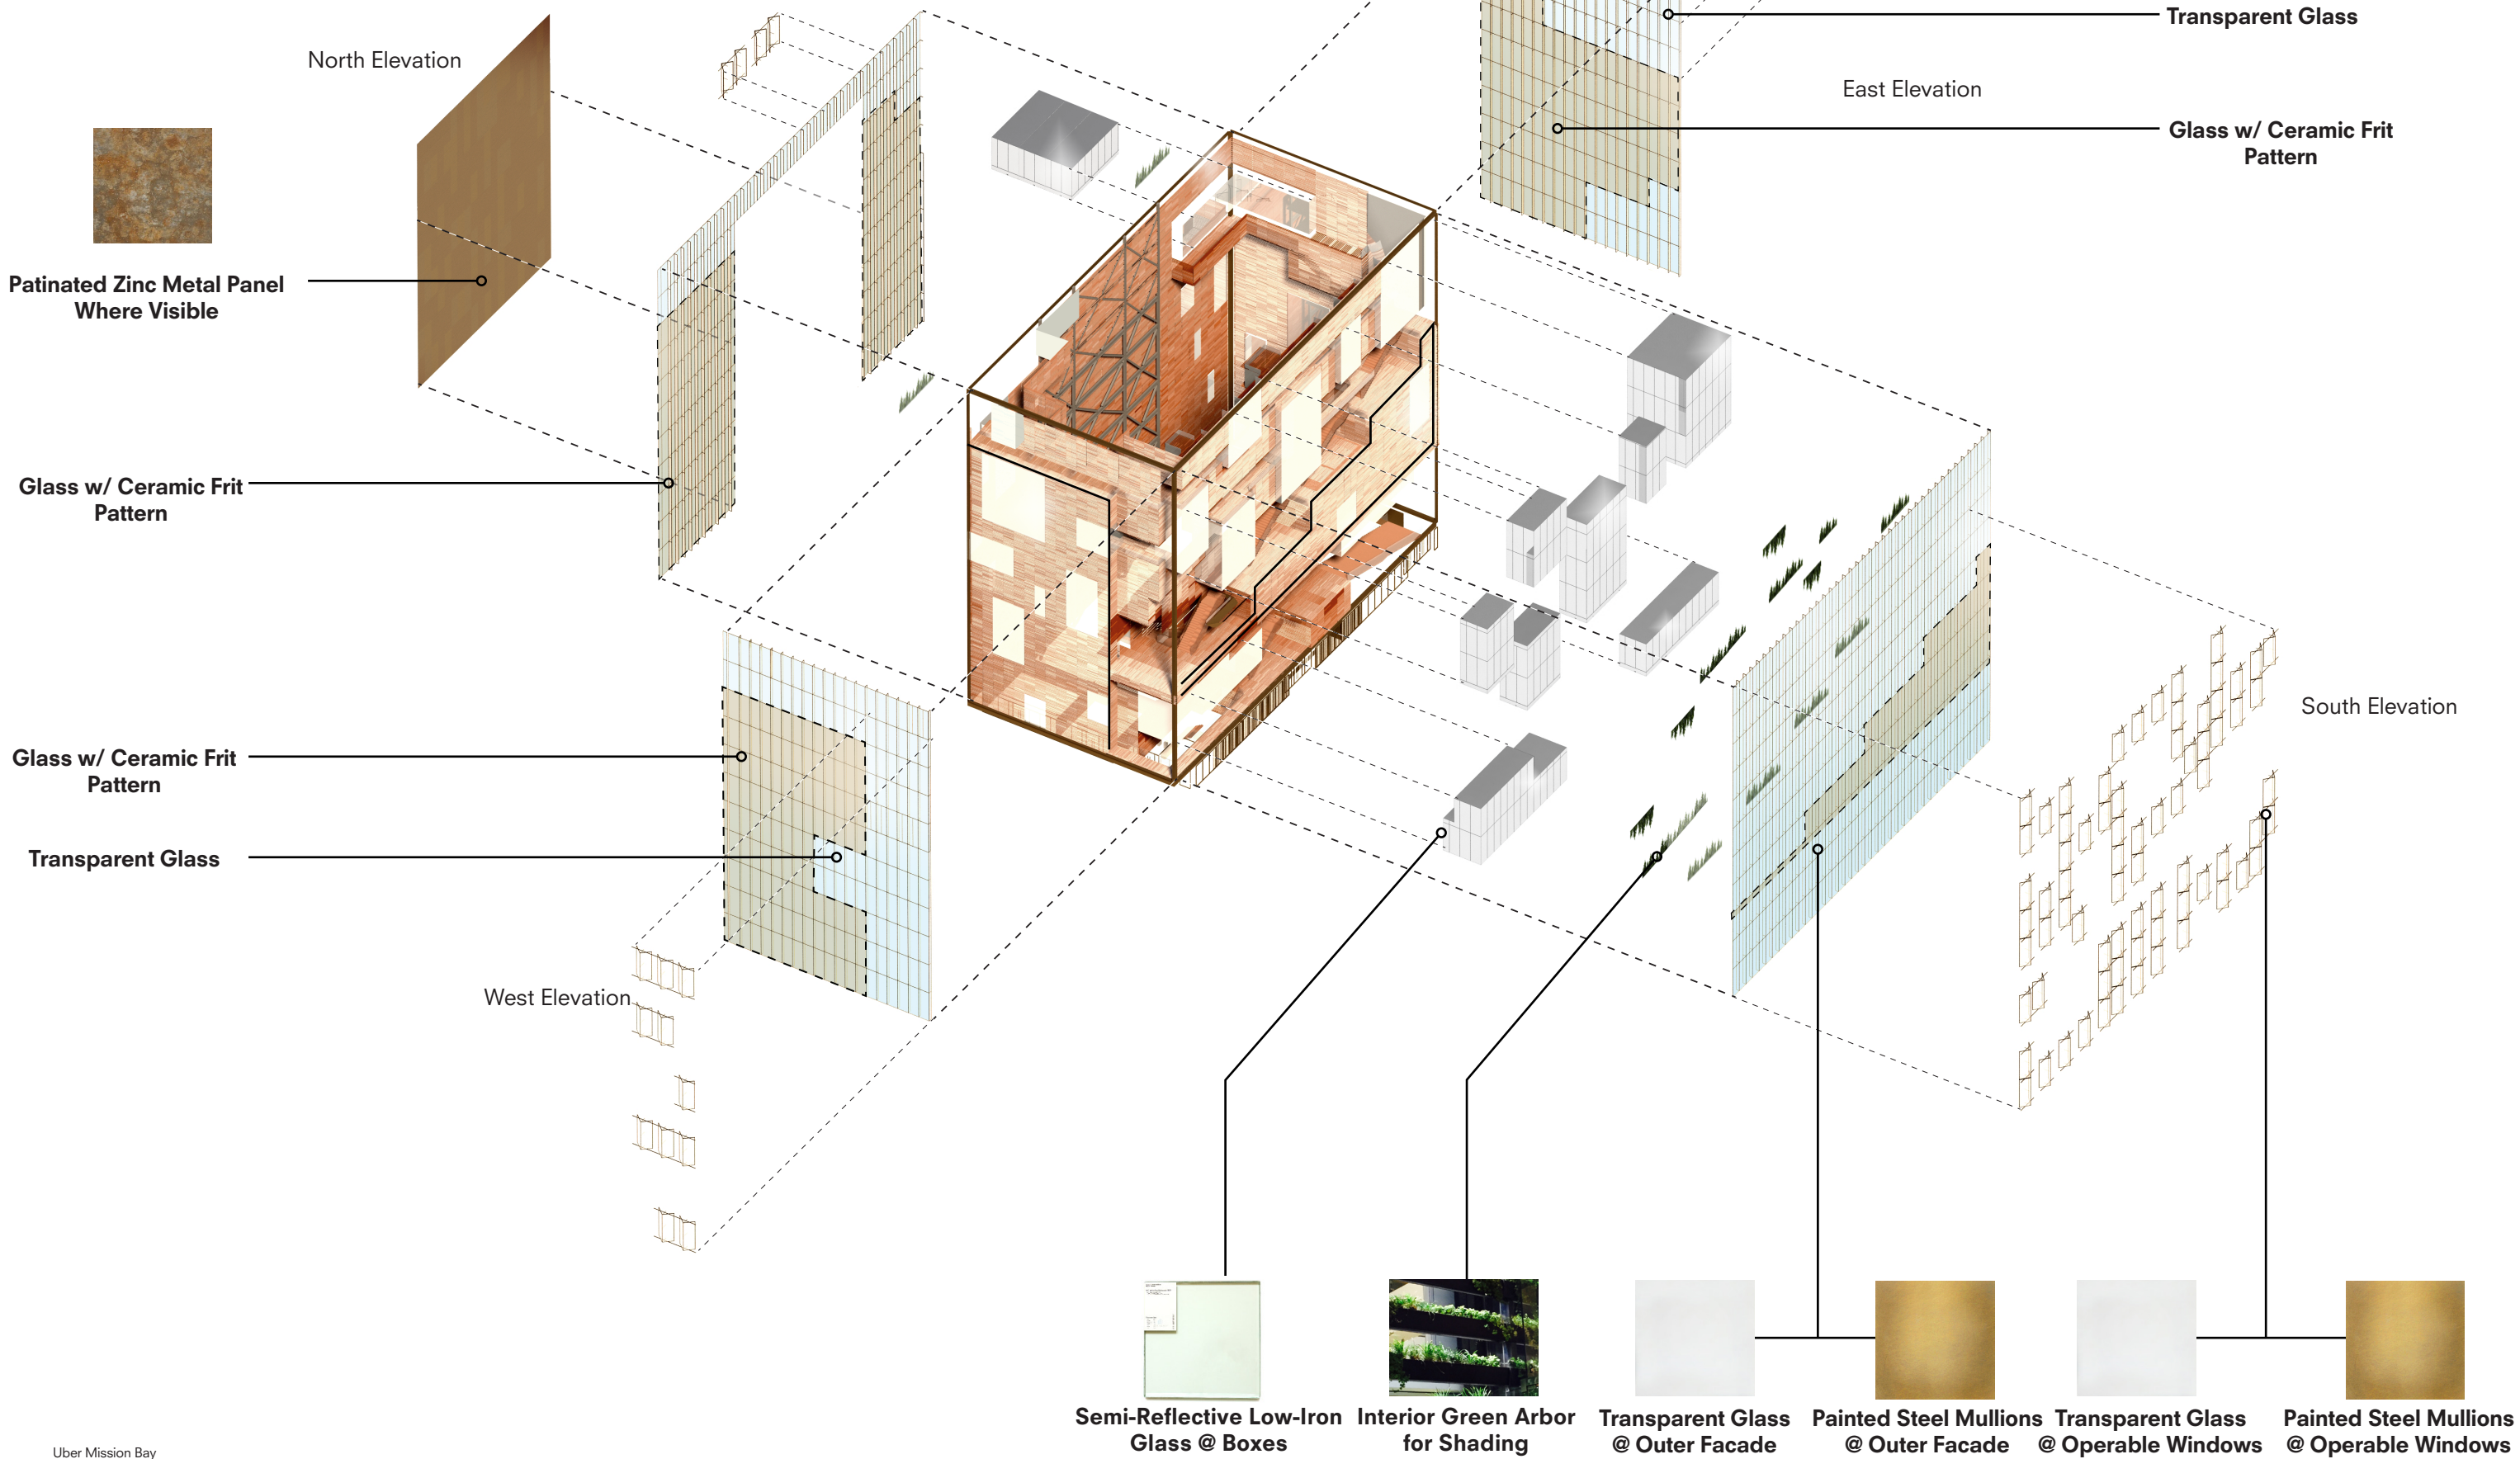 Transparent Glass
North Elevation
East Elevation
Glass w/ Ceramic Frit
Pattern
Patinated Zinc Metal Panel
Where Visible
Glass w/ Ceramic Frit
Pattern
South Elevation
Glass w/ Ceramic Frit
Pattern
Transparent Glass
West Elevation
Semi-Reflective Low-Iron
Glass @ Boxes
Interior Green Arbor
for Shading
Transparent Glass
@ Outer Facade
Painted Steel Mullions
@ Outer Facade
Transparent Glass
@ Operable Windows
Painted Steel Mullions
@ Operable Windows
Uber Mission Bay